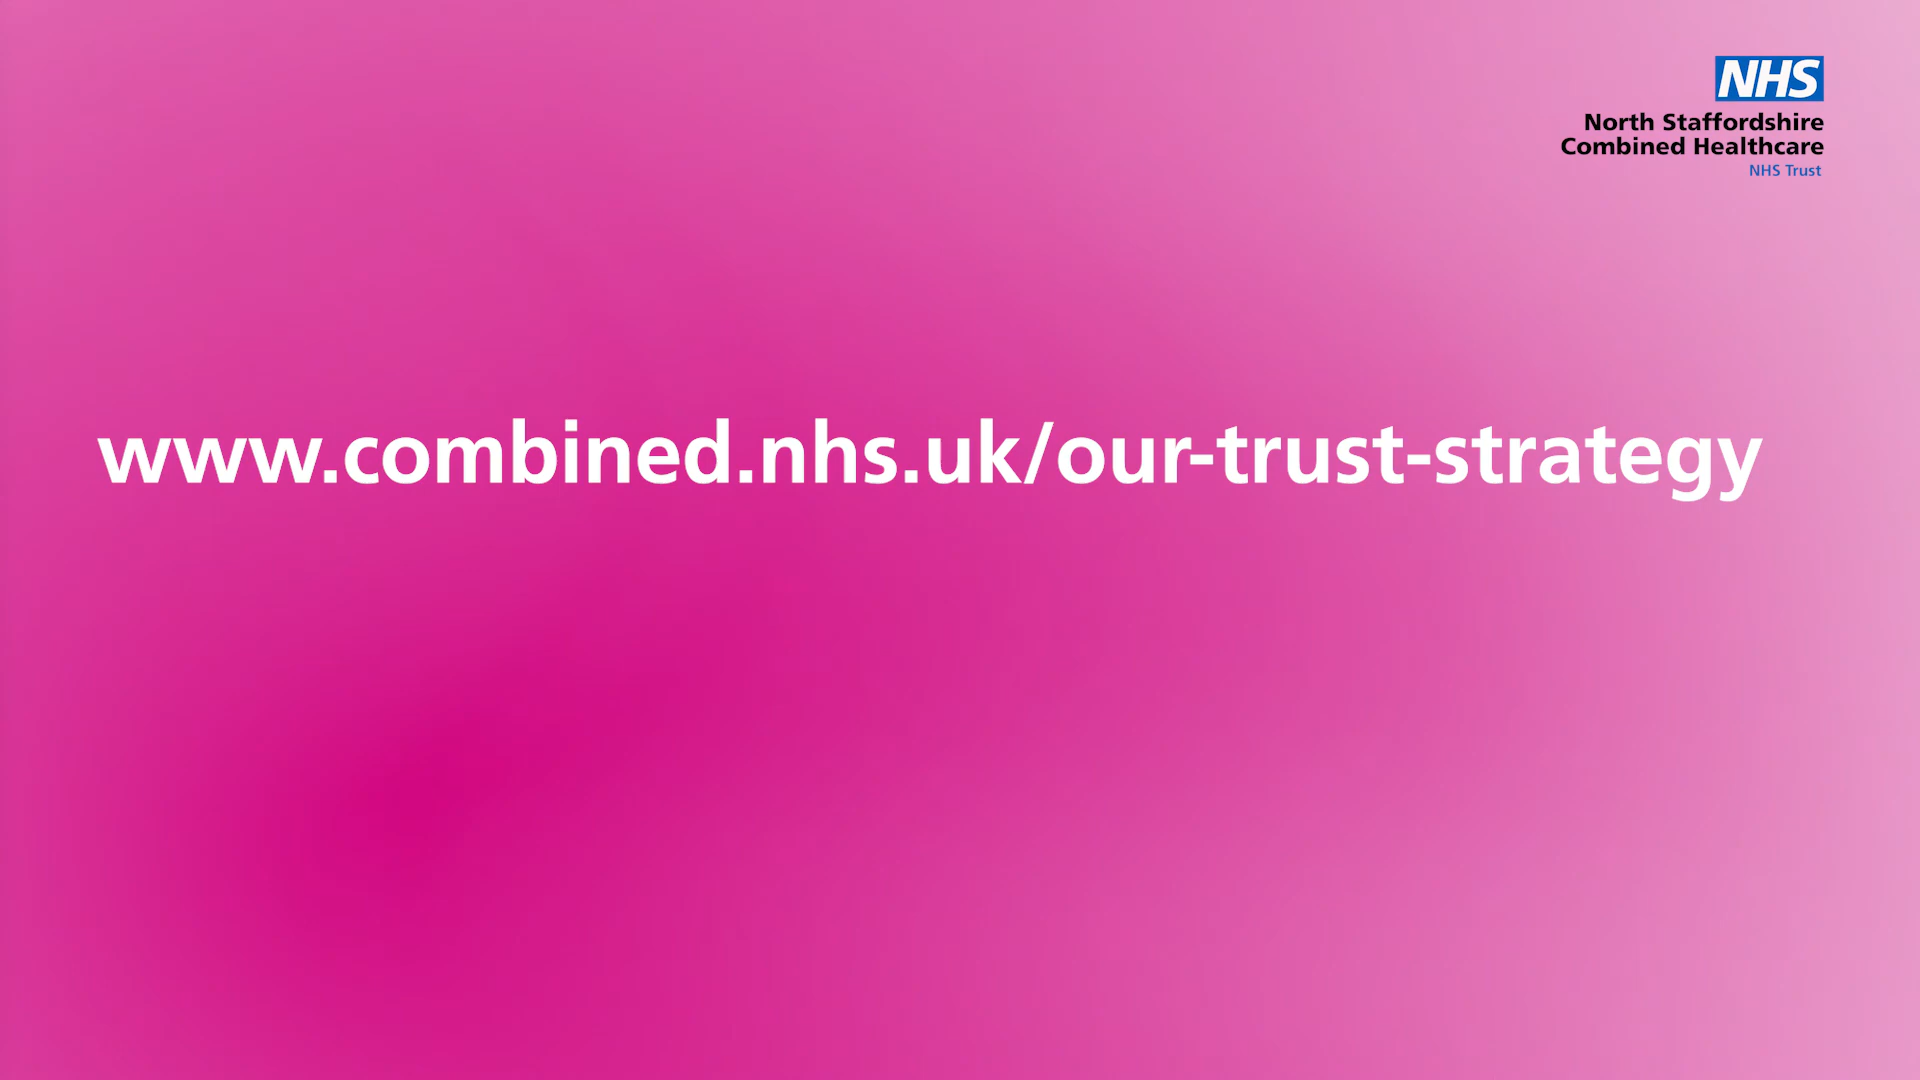 NHS
North Staffordshire
Combined Healthcare
NHS Trust
www.combined.nhs.uk/our-trust-strategy